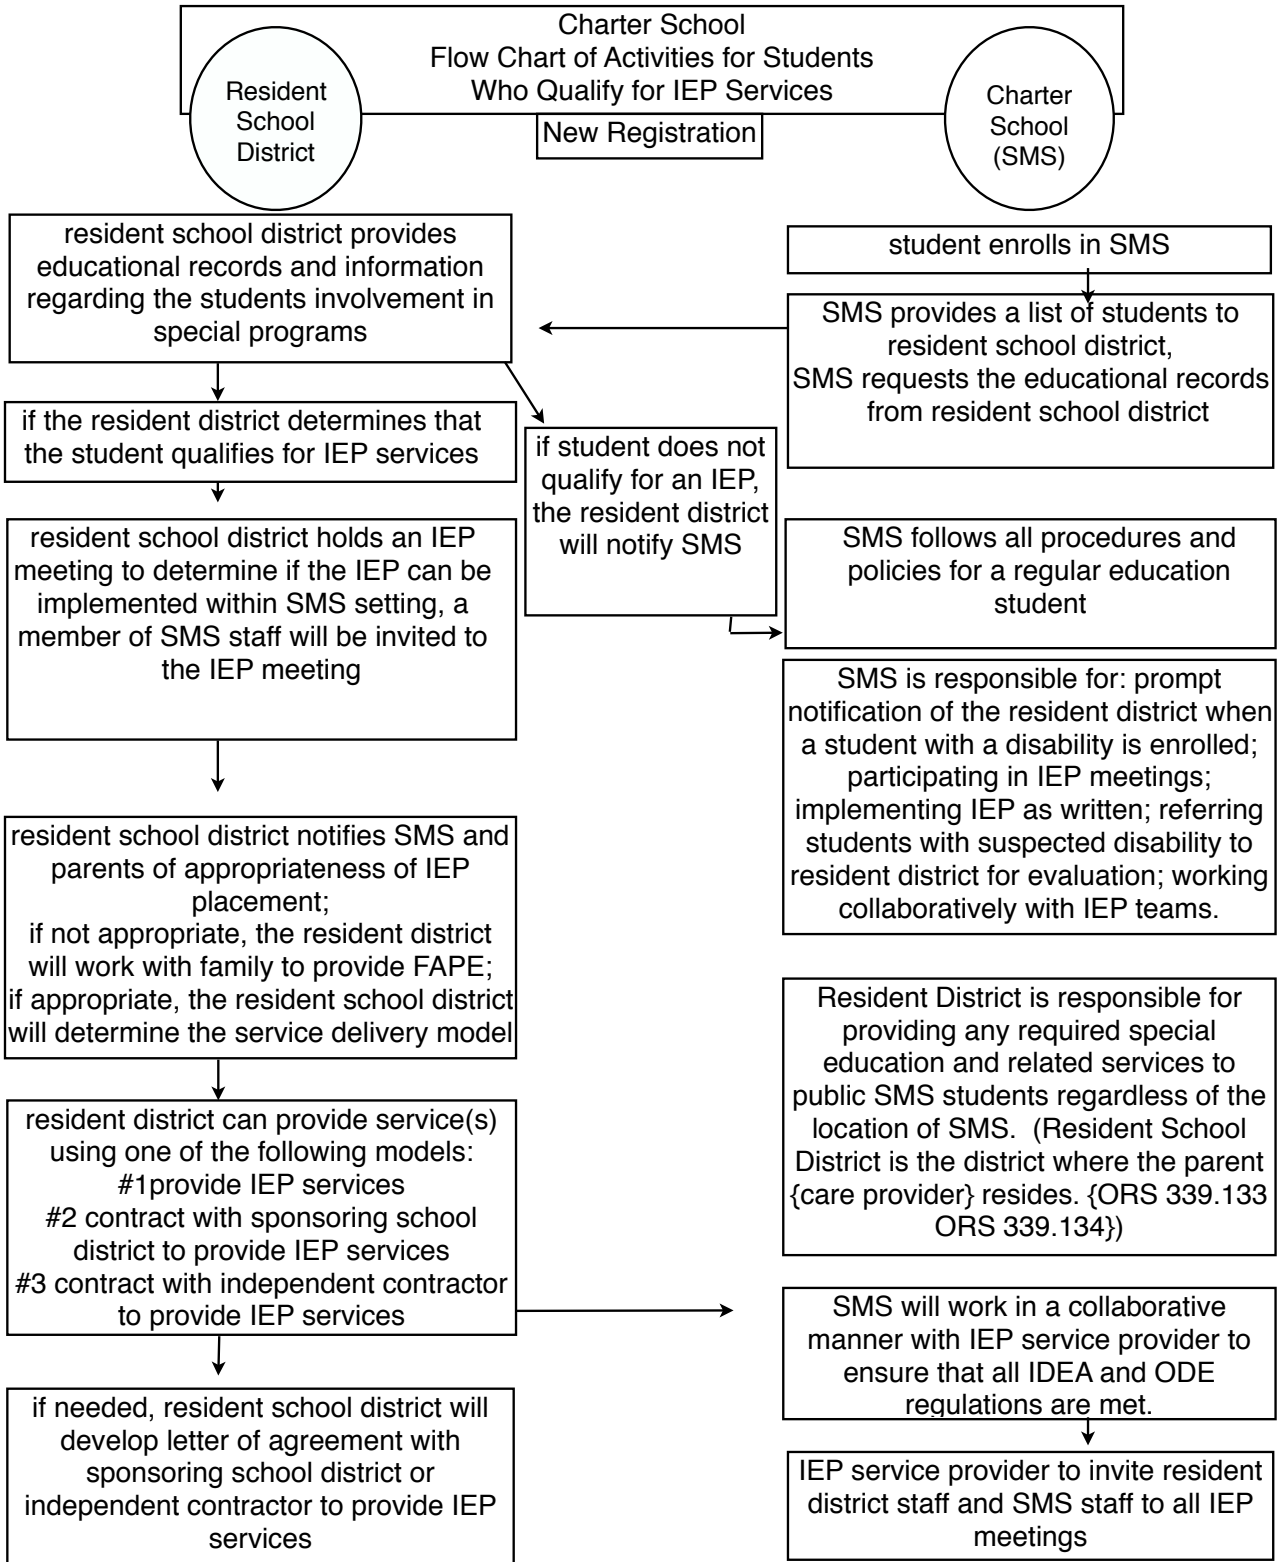 Charter School
Flow Chart of Activities for Students
Who Qualify for IEP Services
New Registration
Resident
School
District
Charter
School
(SMS)
resident school district provides
educational records and information
regarding the students involvement in
special programs
if the resident district determines that
the student qualifies for IEP services
resident school district holds an IEP
meeting to determine if the IEP can be
implemented within SMS setting, a
member of SMS staff will be invited to
the IEP meeting
resident school district notifies SMS and
parents of appropriateness of IEP
placement;
if not appropriate, the resident district
will work with family to provide FAPE;
if appropriate, the resident school district
will determine the service delivery model
resident district can provide service(s)
using one of the following models:
#1provide IEP services
#2 contract with sponsoring school
district to provide IEP services
#3 contract with independent contractor
to provide IEP services
if needed, resident school district will
develop letter of agreement with
sponsoring school district or
independent contractor to provide IEP
services
if student does not
qualify for an IEP,
the resident district
will notify SMS
student enrolls in SMS
SMS provides a list of students to
resident school district,
SMS requests the educational records
from resident school district
SMS follows all procedures and
policies for a regular education
student
SMS is responsible for: prompt
notification of the resident district when
a student with a disability is enrolled;
participating in IEP meetings;
implementing IEP as written; referring
students with suspected disability to
resident district for evaluation; working
collaboratively with IEP teams.
Resident District is responsible for
providing any required special
education and related services to
public SMS students regardless of the
location of SMS.  (Resident School
District is the district where the parent
{care provider} resides. {ORS 339.133
ORS 339.134})
SMS will work in a collaborative
manner with IEP service provider to
ensure that all IDEA and ODE
regulations are met.
IEP service provider to invite resident
district staff and SMS staff to all IEP
meetings